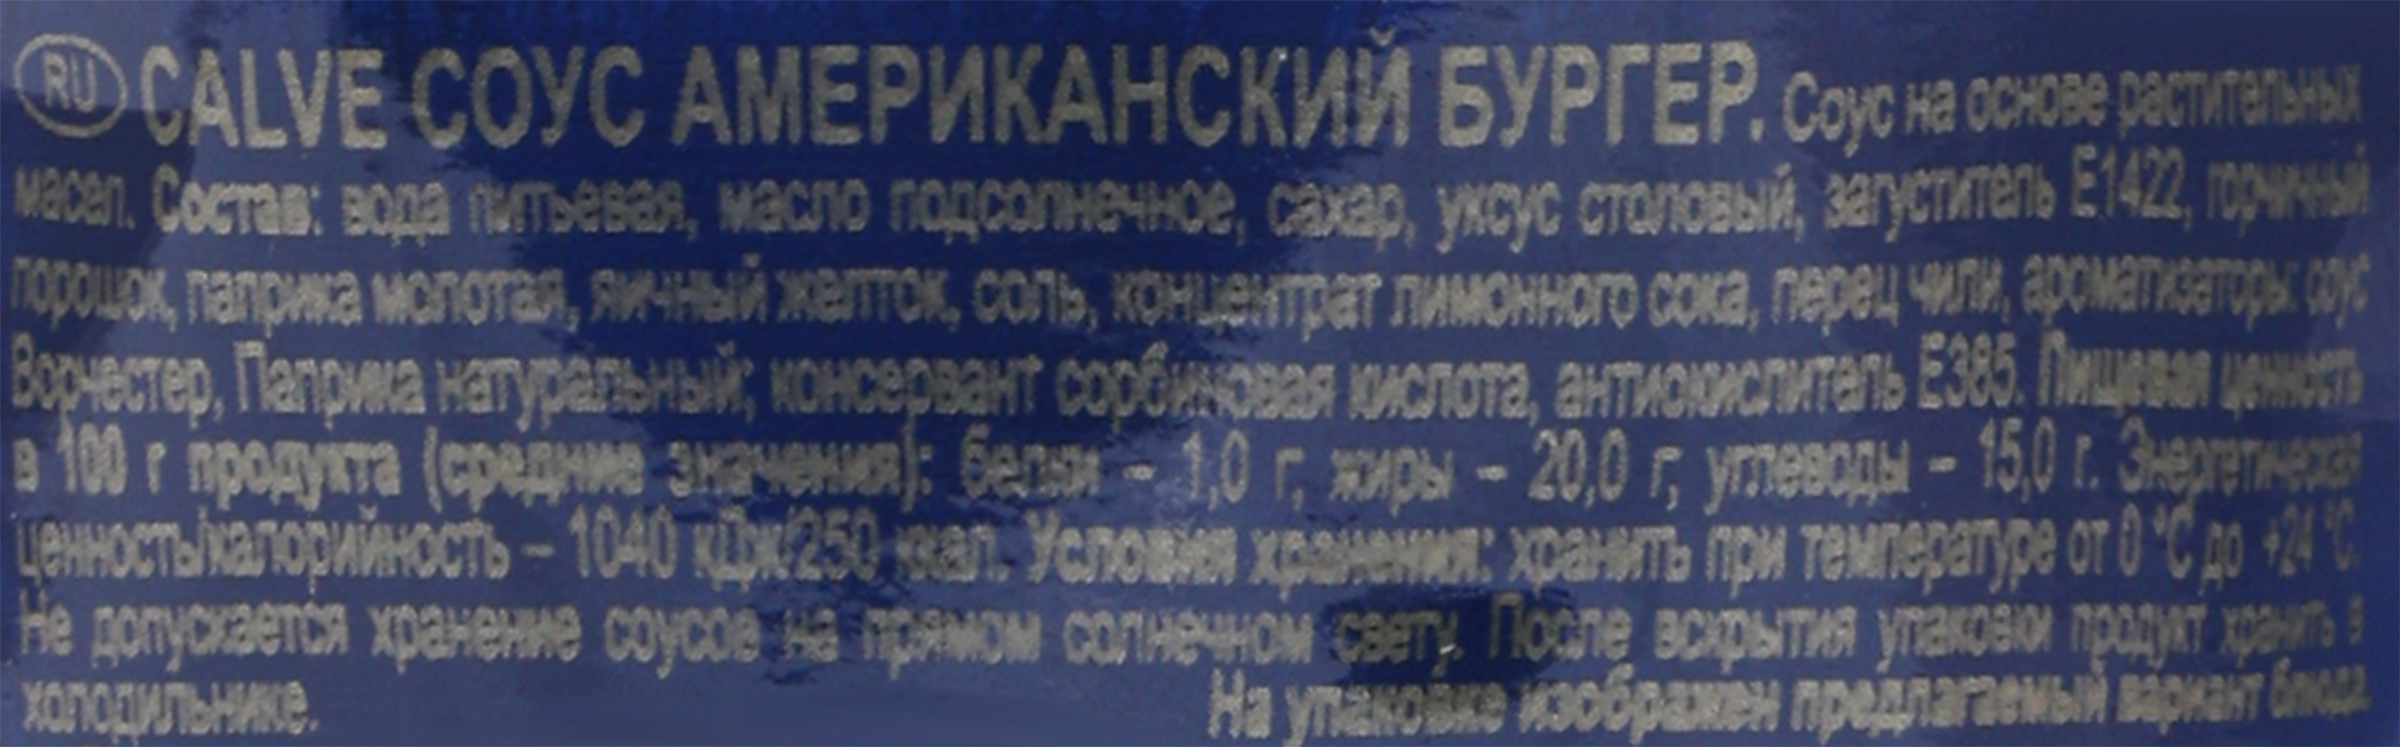 RU CALVE СОУС АМЕРИКАНСКИЙ БУРГЕР. Соус на основе растительных
масел. Состав: вода питьевая, масло подсолнечное, сахар, уксус столовый, загуститель Е1422, горчичный
порошок, паприка молотая, яичный желток, соль, концентрат лимонного сока, перец чили, ароматизаторы: соус
Ворчестер, Паприка натуральный; консервант сорбиновая кислота, антиокислитель Е385. Пищевая ценность
в 100 г продукта (средние значения): белки – 1,0 г, жиры – 20,0 г, углеводы – 15,0 г. Энергетическая
ценность/калорийность – 1040 кДж/250 ккал. Условия хранения: хранить при температуре от 0 °С до +24 °С.
Не допускается хранение соусов на прямом солнечном свету. После вскрытия упаковки продукт хранить в
холодильнике. На упаковке изображен предлагаемый вариант блюда.